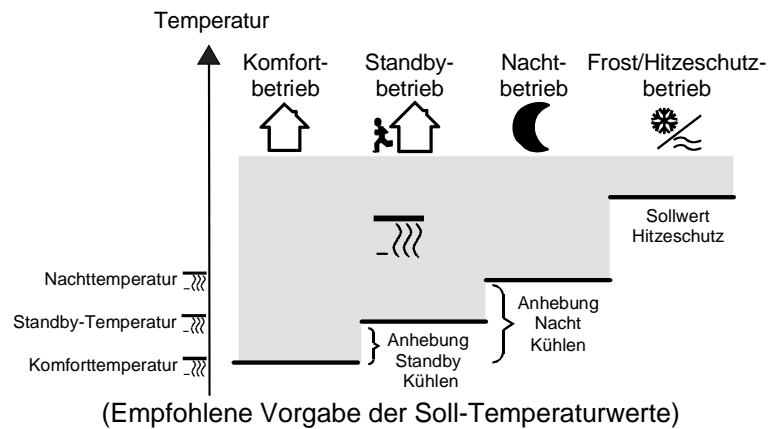 Temperatur
Komfort-
betrieb
Standby-
betrieb
Nacht-
betrieb
Frost/Hitzeschutz-
betrieb
Sollwert
Hitzeschutz
Nachttemperatur
Standby-Temperatur
Komforttemperatur
Anhebung
Standby
Kühlen
Anhebung
Nacht
Kühlen
(Empfohlene Vorgabe der Soll-Temperaturwerte)